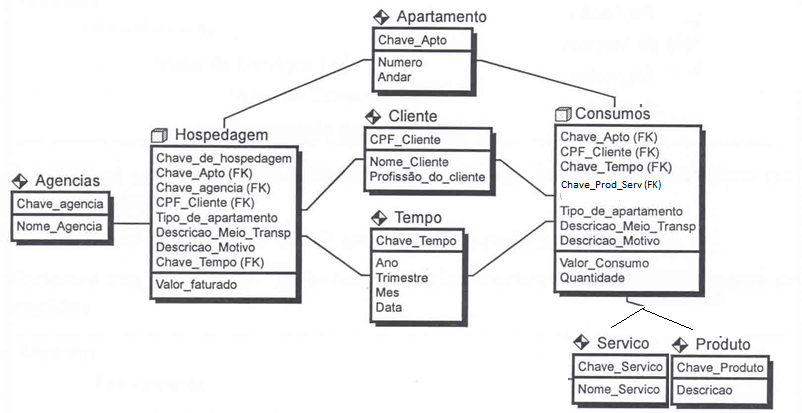 Apartamento
Chave_Apto
Numero
Andar
Hospedagem
Chave_de_hospedagem
Chave_Apto (FK)
Chave_agencia (FK)
CPF_Cliente (FK)
Tipo_de_apartamento
Descricao_Meio_Transp
Descricao_Motivo
Chave_Tempo (FK)
Valor_faturado
Cliente
CPF_Cliente
Nome_Cliente
Profissão_do_cliente
Consumos
Chave_Apto (FK)
CPF_Cliente (FK)
Chave_Tempo (FK)
Chave_Prod_Serv (FK)
Tipo_de_apartamento
Descricao_Meio_Transp
Descricao_Motivo
Valor_Consumo
Quantidade
Agencias
Chave_agencia
Nome_Agencia
Tempo
Chave_Tempo
Ano
Trimestre
Mes
Data
Servico
Chave_Servico
Nome_Servico
Produto
Chave_Produto
Descricao